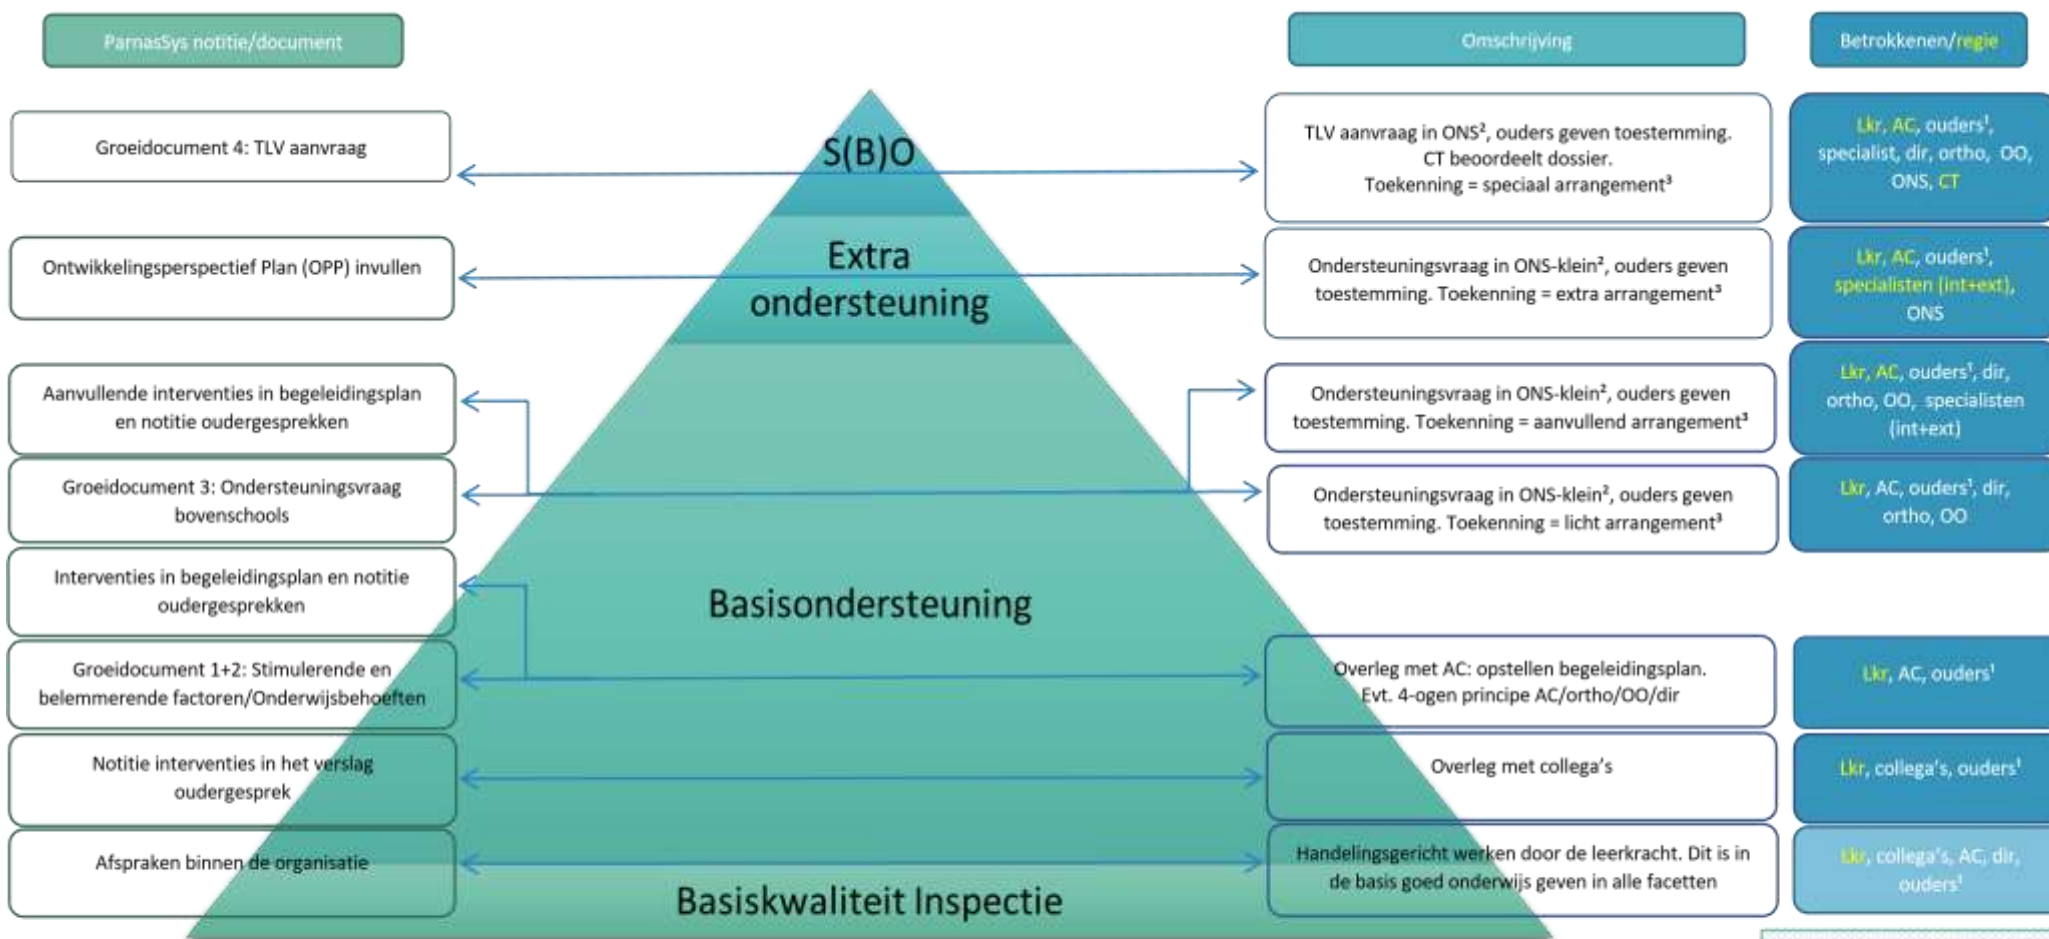 ParnasSys notitie/document
Omschrijving
Betrokkenen/regie
Groeidocument 4: TLV aanvraag
S(B)O
TLV aanvraag in ONS², ouders geven toestemming.
CT beoordeelt dossier.
Toekenning = speciaal arrangement³
Lkr, AC, ouders¹,
specialist, dir, ortho, OO,
ONS, CT
Ontwikkelingsperspectief Plan (OPP) invullen
Extra
ondersteuning
Ondersteuningsvraag in ONS-klein², ouders geven
toestemming. Toekenning = extra arrangement³
Lkr, AC, ouders¹,
specialisten (int+ext),
ONS
Aanvullende interventies in begeleidingsplan
en notitie oudergesprekken
Ondersteuningsvraag in ONS-klein², ouders geven
toestemming. Toekenning = aanvullend arrangement³
Lkr, AC, ouders¹, dir,
ortho, OO, specialisten
(int+ext)
Groeidocument 3: Ondersteuningsvraag
bovenschools
Ondersteuningsvraag in ONS-klein², ouders geven
toestemming. Toekenning = licht arrangement³
Lkr, AC, ouders¹, dir,
ortho, OO
Interventies in begeleidingsplan en notitie
oudergesprekken
Basisondersteuning
Groeidocument 1+2: Stimulerende en
belemmerende factoren/Onderwijsbehoeften
Overleg met AC: opstellen begeleidingsplan.
Evt. 4-ogen principe AC/ortho/OO/dir
Lkr, AC, ouders¹
Notitie interventies in het verslag
oudergesprek
Overleg met collega's
Lkr, collega's, ouders¹
Afspraken binnen de organisatie
Basiskwaliteit Inspectie
Handelingsgericht werken door de leerkracht. Dit is in
de basis goed onderwijs geven in alle facetten
Lkr, collega's, AC, dir,
ouders¹